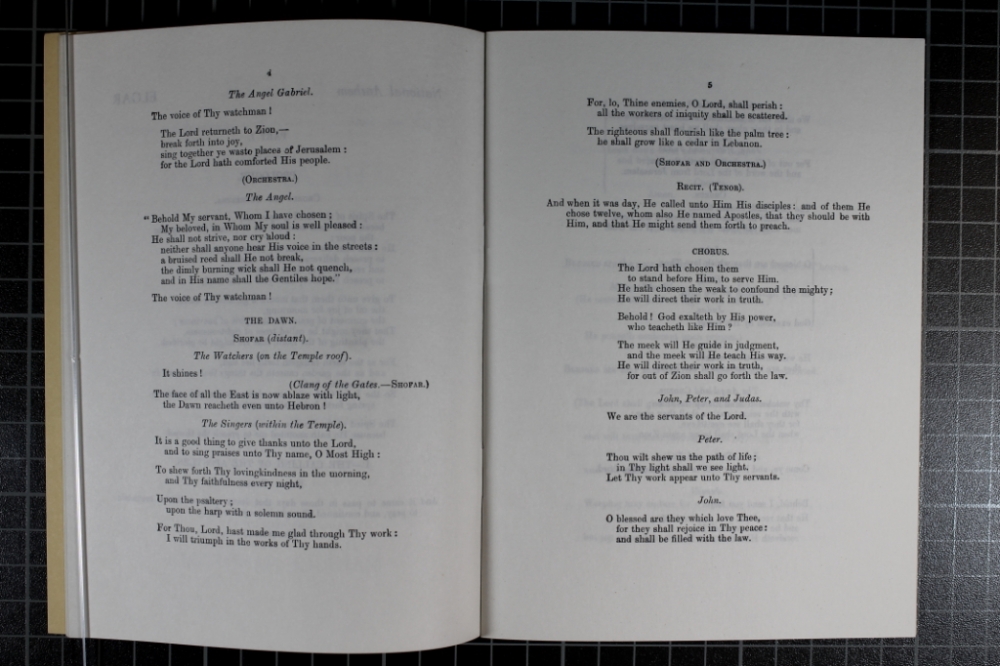 4
The Angel Gabriel.
The voice of Thy watchman!
The Lord returneth to Zion,—
break forth into joy,
sing together ye waste places of Jerusalem:
for the Lord hath comforted His people.
(Orchestra.)
The Angel.
“Behold My servant, Whom I have chosen;
My beloved, in Whom My soul is well pleased:
He shall not strive, nor cry aloud:
neither shall anyone hear His voice in the streets:
a bruised reed shall He not break,
the dimly burning wick shall He not quench,
and in His name shall the Gentiles hope.”
The voice of Thy watchman!
THE DAWN.
Shofar (distant).
The Watchers (on the Temple roof).
It shines!
(Clang of the Gates.—Shofar.)
The face of all the East is now ablaze with light,
the Dawn reacheth even unto Hebron!
The Singers (within the Temple).
It is a good thing to give thanks unto the Lord,
and to sing praises unto Thy name, O Most High:
To shew forth Thy lovingkindness in the morning,
and Thy faithfulness every night,
Upon the psaltery;
upon the harp with a solemn sound.
For Thou, Lord, hast made me glad through Thy work:
I will triumph in the works of Thy hands.
5
For, lo, Thine enemies, O Lord, shall perish:
all the workers of iniquity shall be scattered.
The righteous shall flourish like the palm tree:
he shall grow like a cedar in Lebanon.
(Shofar and Orchestra.)
Recit. (Tenor).
And when it was day, He called unto Him His disciples: and of them He
chose twelve, whom also He named Apostles, that they should be with
Him, and that He might send them forth to preach.
CHORUS.
The Lord hath chosen them
to stand before Him, to serve Him.
He hath chosen the weak to confound the mighty;
He will direct their work in truth.
Behold! God exalteth by His power,
who teacheth like Him?
The meek will He guide in judgment,
and the meek will He teach His way.
He will direct their work in truth,
for out of Zion shall go forth the law.
John, Peter, and Judas.
We are the servants of the Lord.
Peter.
Thou wilt shew us the path of life;
in Thy light shall we see light.
Let Thy work appear unto Thy servants.
John.
O blessed are they which love Thee,
for they shall rejoice in Thy peace:
and shall be filled with the law.